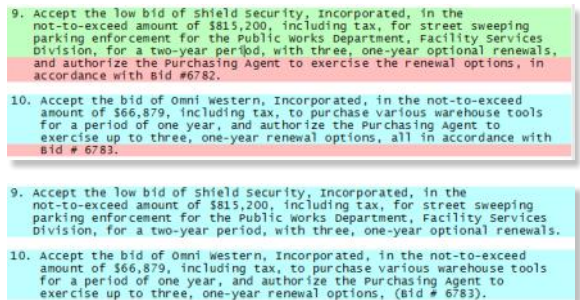 9. Accept the low bid of Shield Security, Incorporated, in the
not-to-exceed amount of $815,200, including tax, for street sweeping
parking enforcement for the Public Works Department, Facility Services
Division, for a two-year period, with three, one-year optional renewals,
and authorize the Purchasing Agent to exercise the renewal options, in
accordance with Bid #6782.
10. Accept the bid of Omni Western, Incorporated, in the not-to-exceed
amount of $66,879, including tax, to purchase various warehouse tools
for a period of one year, and authorize the Purchasing Agent to
exercise up to three, one-year renewal options, all in accordance with
Bid # 6783.
9. Accept the low bid of Shield Security, Incorporated, in the
not-to-exceed amount of $815,200, including tax, for street sweeping
parking enforcement for the Public Works Department, Facility Services
Division, for a two-year period, with three, one-year optional renewals.
10. Accept the bid of Omni Western, Incorporated, in the not-to-exceed
amount of $66,879, including tax, to purchase various warehouse tools
for a period of one year, and authorize the Purchasing Agent to
exercise up to three, one-year renewal options, (Bid # 6783).